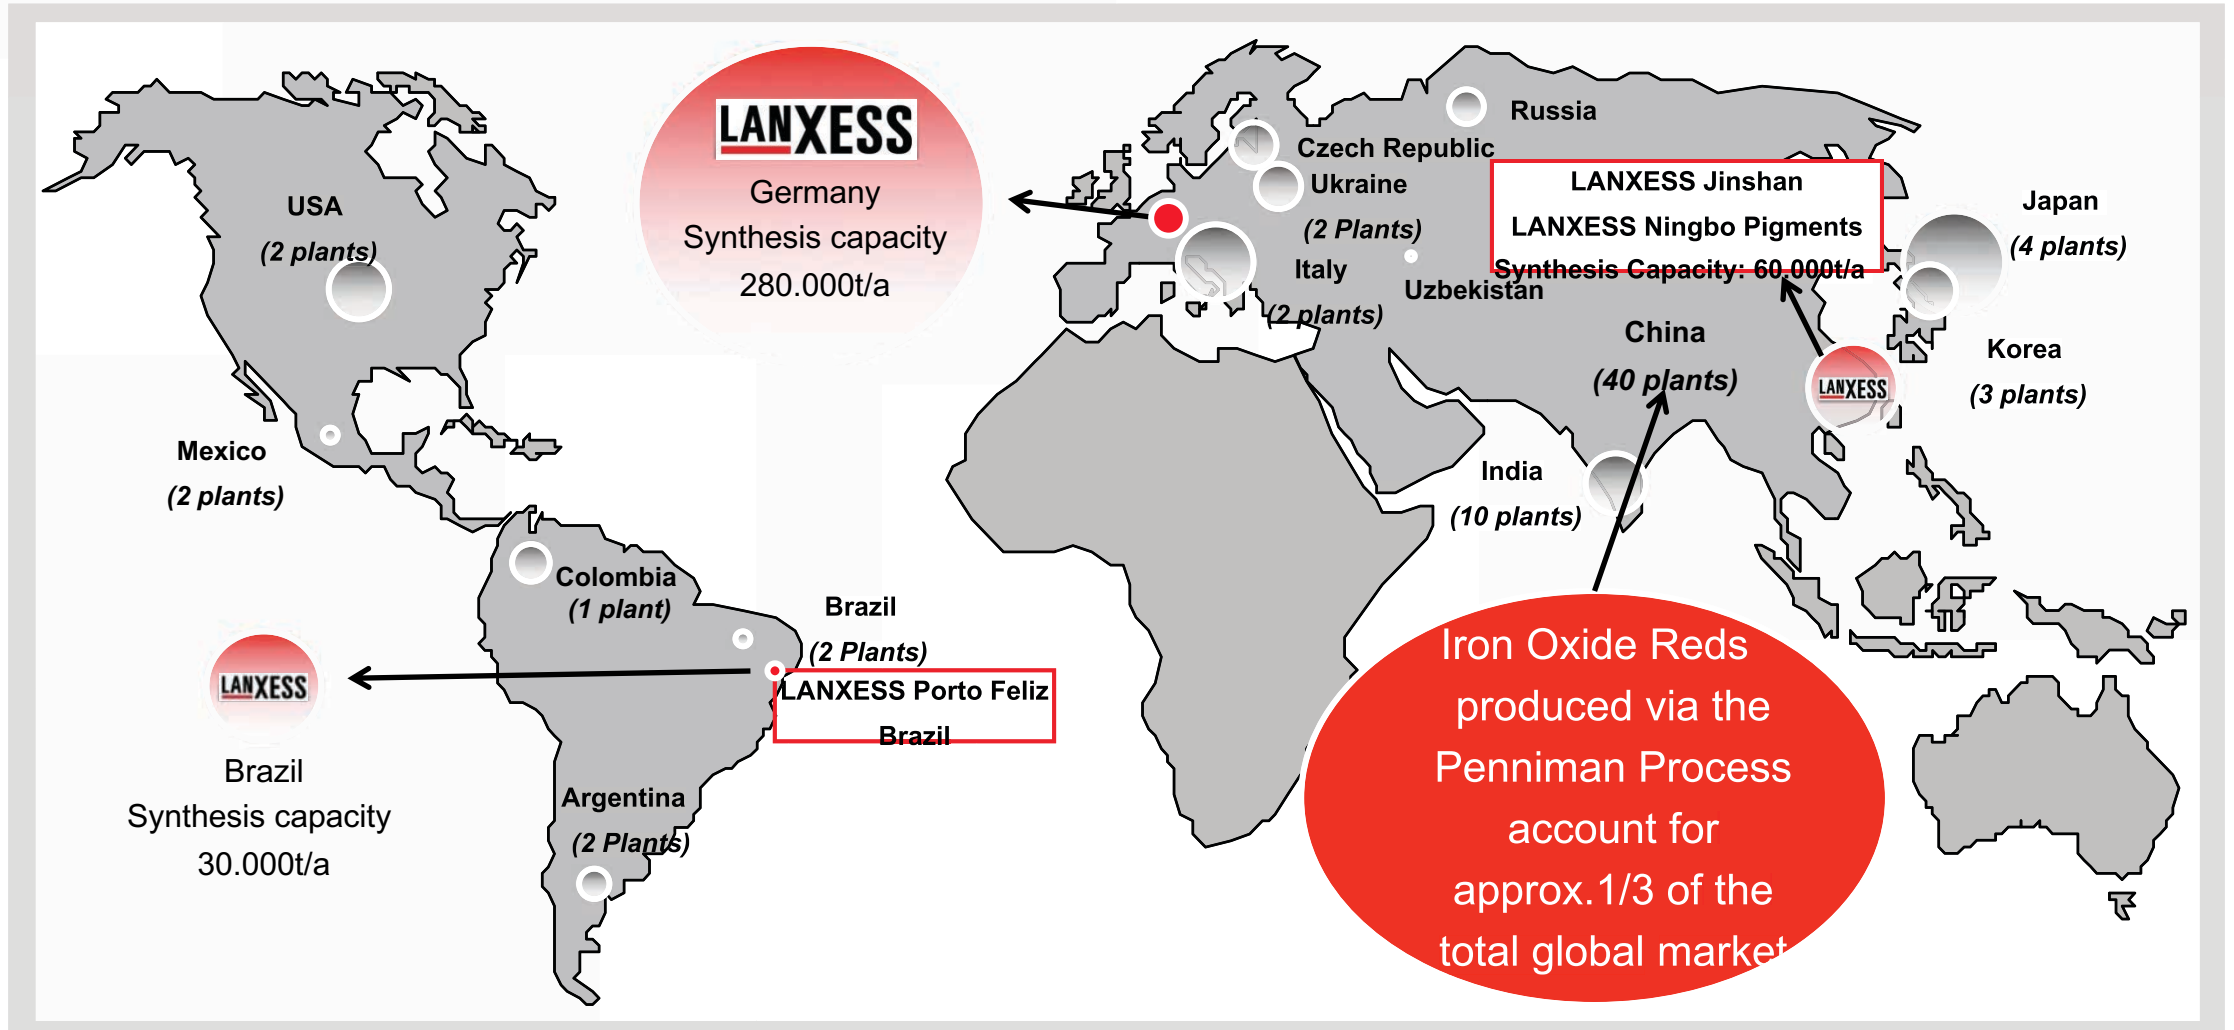 LANXESS
Germany
Synthesis capacity
280.000t/a
USA
(2 plants)
Mexico
(2 plants)
Colombia
(1 plant)
Brazil
(2 Plants)
LANXESS Porto Feliz
Brazil
LANXESS
Brazil
Synthesis capacity
30.000t/a
Argentina
(2 Plants)
Russia
Czech Republic
Ukraine
(2 Plants)
Italy
(2 plants)
Uzbekistan
LANXESS Jinshan
LANXESS Ningbo Pigments
Synthesis Capacity: 60.000t/a
China
(40 plants)
LANXESS
Japan
(4 plants)
Korea
(3 plants)
India
(10 plants)
Iron Oxide Reds
produced via the
Penniman Process
account for
approx.1/3 of the
total global market